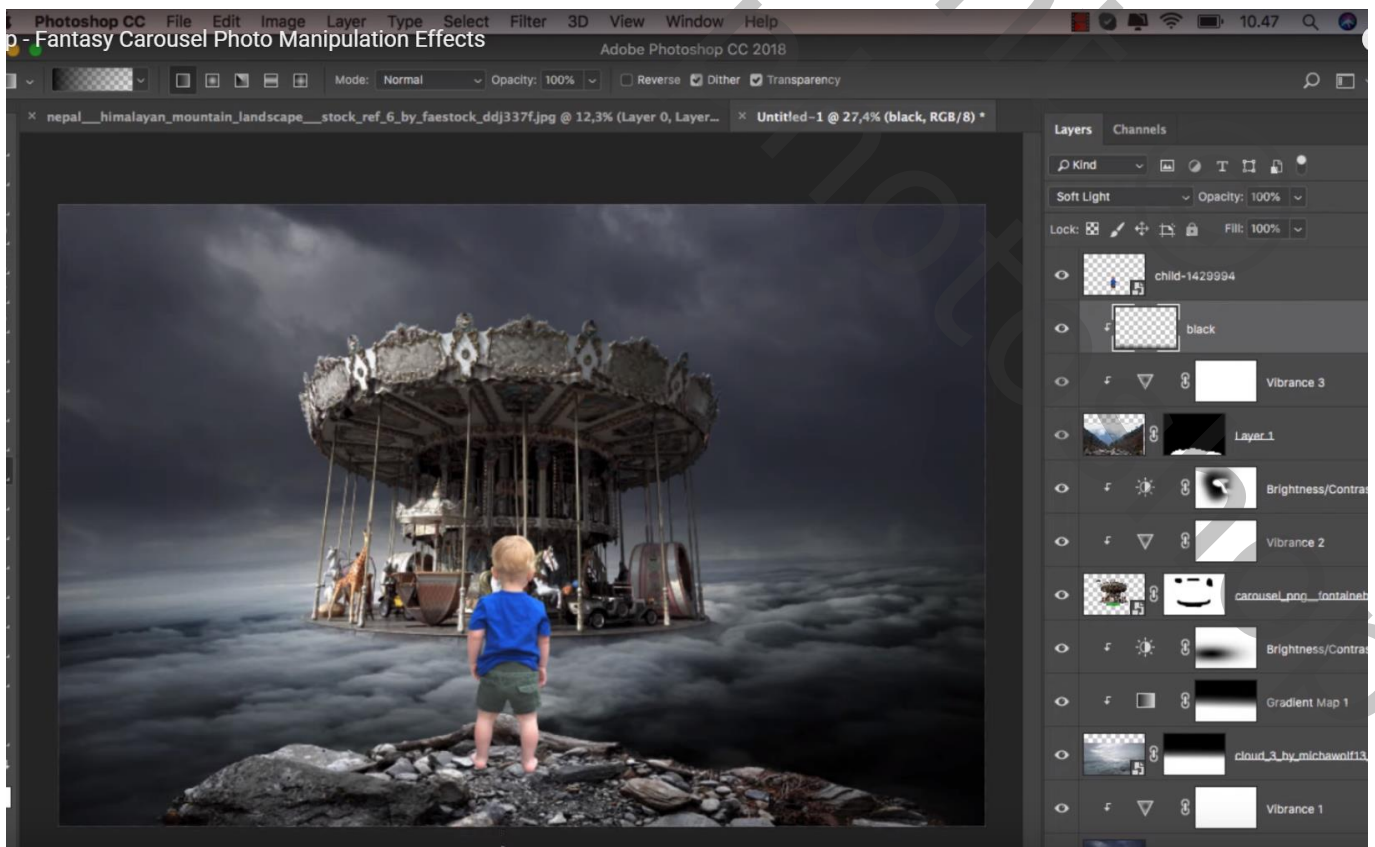 Photoshop CC File Edit Image Layer Type Select Filter 3D View Window Help 10.47
p - Fantasy Carousel Photo Manipulation Effects
Adobe Photoshop CC 2018
Mode: Normal Opacity: 100% Reverse Dither Transparency
× nepal__himalayan_mountain_landscape__stock_ref_6_by_faestock_ddj337f.jpg @ 12,3% (Layer 0, Layer... × Untitled-1 @ 27,4% (black, RGB/8) *
Layers Channels
Kind
Soft Light Opacity: 100%
Lock: Fill: 100%
child-1429994
black
Vibrance 3
Layer 1
Brightness/Contras
Vibrance 2
carousel_png__fontaineb
Brightness/Contras
Gradient Map 1
cloud_3_by_michawolf13_
Vibrance 1